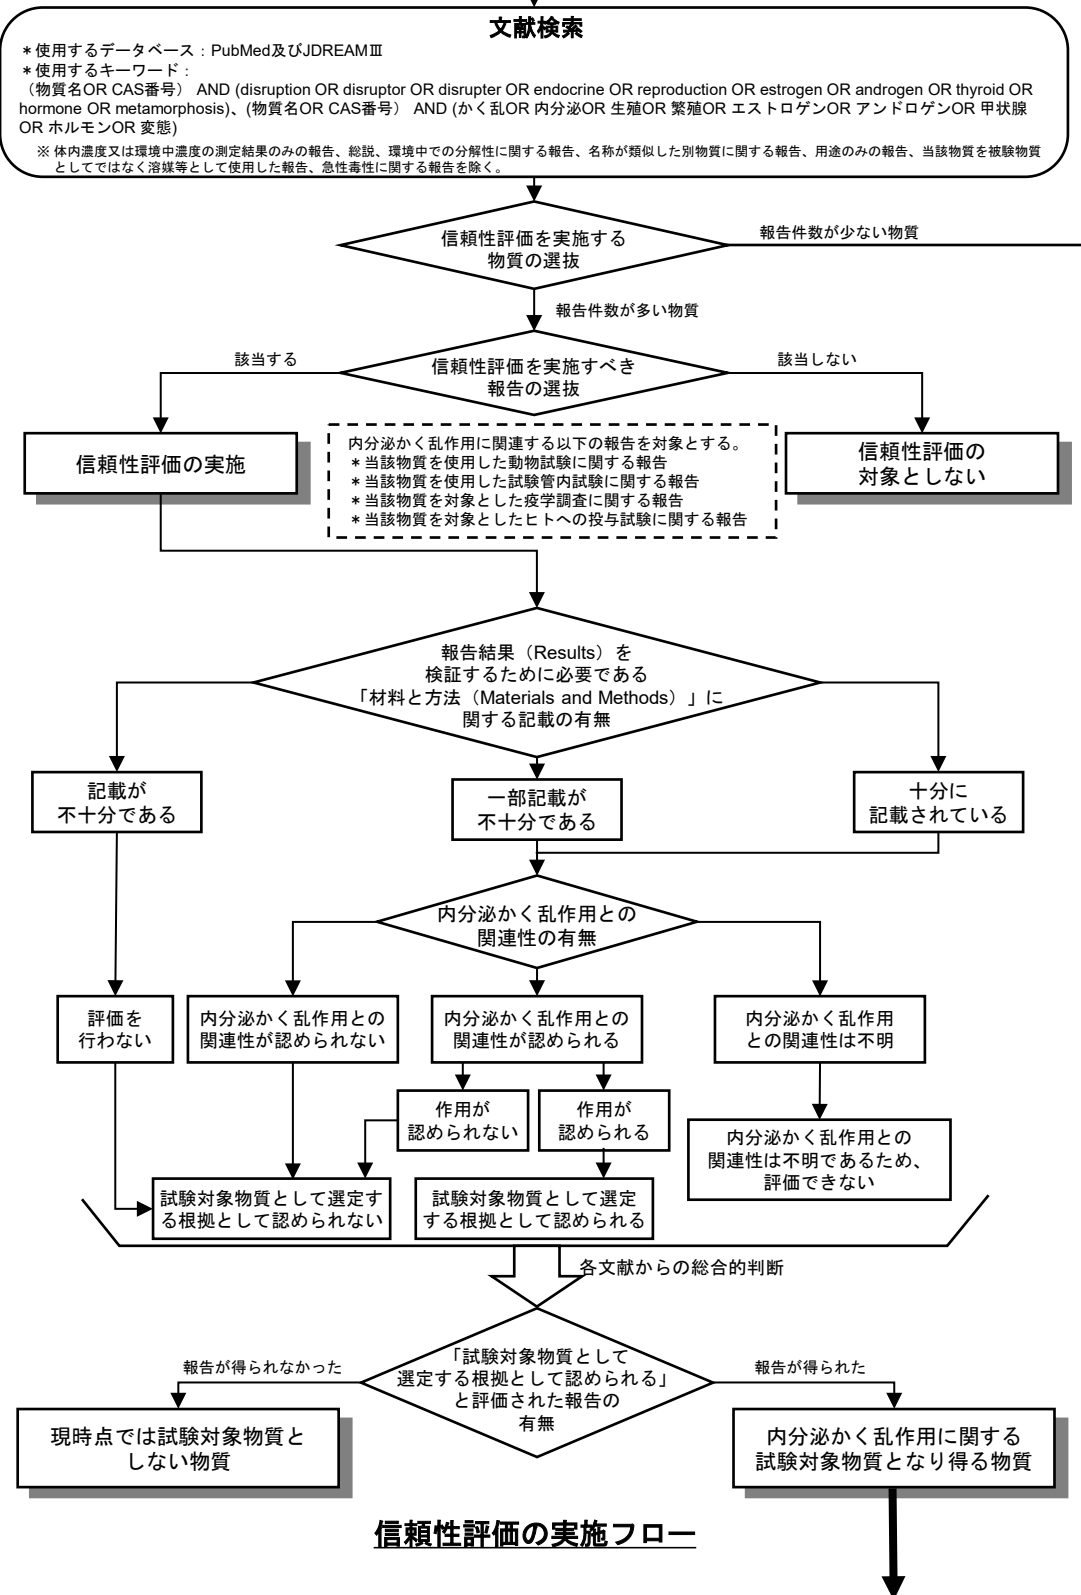 文献検索
＊使用するデータベース：PubMed及びJDREAMⅢ
＊使用するキーワード：
（物質名OR CAS番号） AND (disruption OR disruptor OR disrupter OR endocrine OR reproduction OR estrogen OR androgen OR thyroid OR
hormone OR metamorphosis)、(物質名OR CAS番号） AND (かく乱OR 内分泌OR 生殖OR 繁殖OR エストロゲンOR アンドロゲンOR 甲状腺
OR ホルモンOR 変態)
※ 体内濃度又は環境中濃度の測定結果のみの報告、総説、環境中での分解性に関する報告、名称が類似した別物質に関する報告、用途のみの報告、当該物質を被験物質
としてではなく溶媒等として使用した報告、急性毒性に関する報告を除く。
信頼性評価を実施する
物質の選抜
報告件数が少ない物質
報告件数が多い物質
信頼性評価を実施すべき
報告の選抜
該当する
該当しない
信頼性評価の実施
内分泌かく乱作用に関連する以下の報告を対象とする。
＊当該物質を使用した動物試験に関する報告
＊当該物質を使用した試験管内試験に関する報告
＊当該物質を対象とした疫学調査に関する報告
＊当該物質を対象としたヒトへの投与試験に関する報告
信頼性評価の
対象としない
報告結果（Results）を
検証するために必要である
「材料と方法（Materials and Methods）」に
関する記載の有無
記載が
不十分である
一部記載が
不十分である
十分に
記載されている
内分泌かく乱作用との
関連性の有無
評価を
行わない
内分泌かく乱作用との
関連性が認められない
内分泌かく乱作用との
関連性が認められる
内分泌かく乱作用
との関連性は不明
作用が
認められない
作用が
認められる
内分泌かく乱作用との
関連性は不明であるため、
評価できない
試験対象物質として選定す
る根拠として認められない
試験対象物質として選定
する根拠として認められる
各文献からの総合的判断
「試験対象物質として
選定する根拠として認められる」
と評価された報告の
有無
報告が得られなかった
報告が得られた
現時点では試験対象物質と
しない物質
内分泌かく乱作用に関する
試験対象物質となり得る物質
信頼性評価の実施フロー